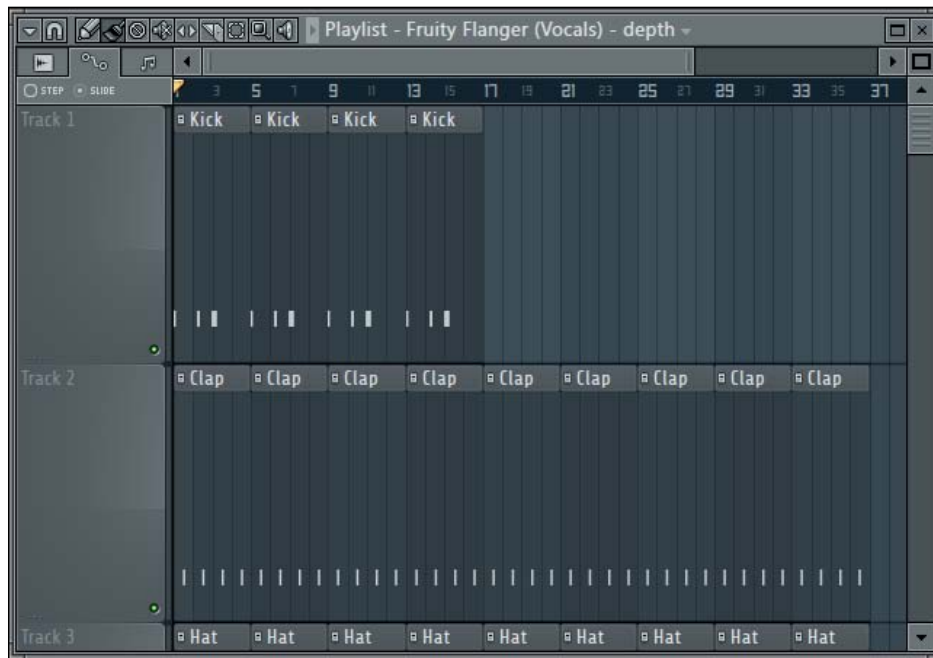 Playlist - Fruity Flanger (Vocals) - depth
STEP SLIDE 3 5 7 9 11 13 15 17 19 21 23 25 27 29 31 33 35 37
Track 1 Kick Kick Kick Kick
Track 2 Clap Clap Clap Clap Clap Clap Clap Clap Clap
Track 3 Hat Hat Hat Hat Hat Hat Hat Hat Hat